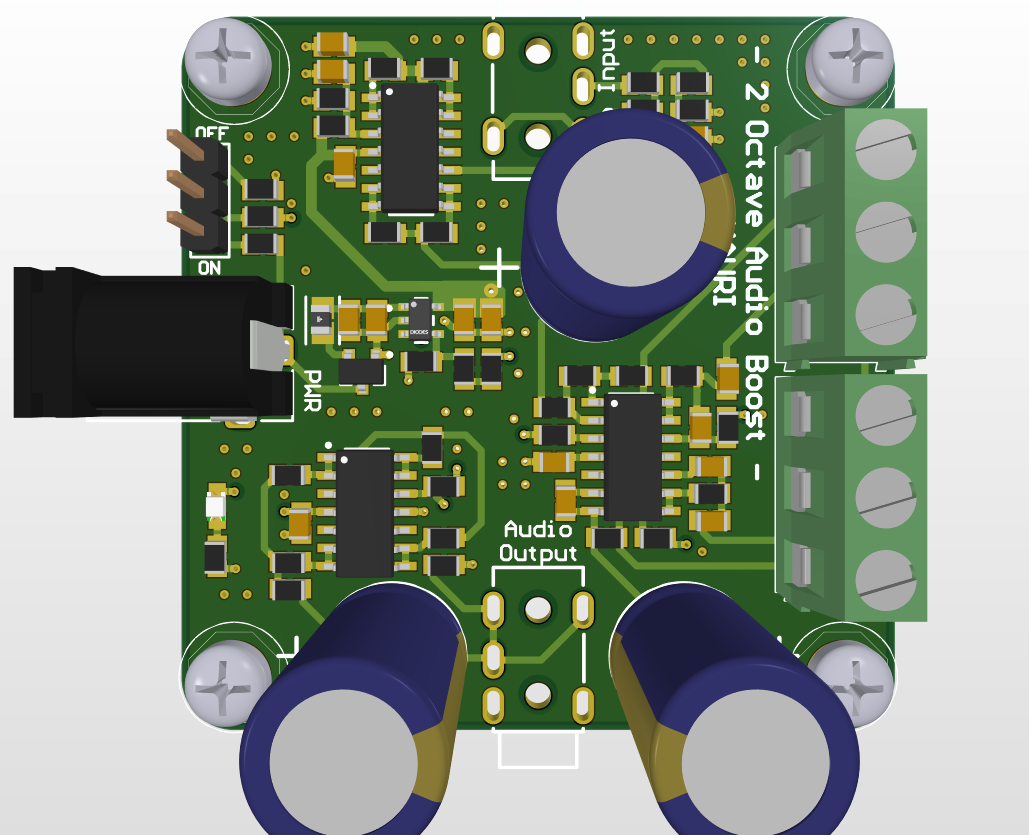 Input
OFF
ON
PWR
- 2 Octave Audio Boost -
DIODES
Audio
Output